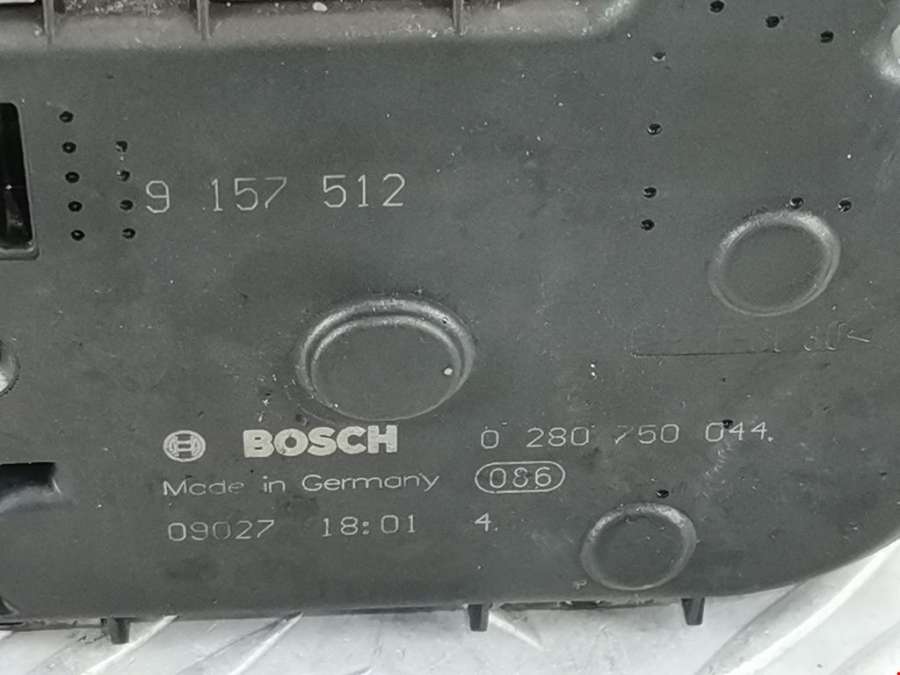 9 157 512
BOSCH 0 280 750 044.
Made in Germany 086
09027 18:01 4.